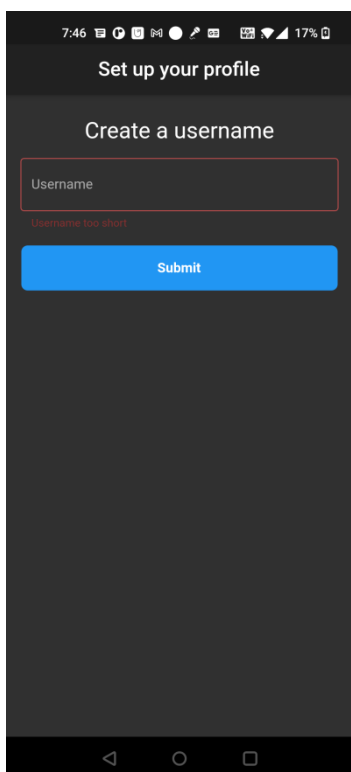 7:46 17%
Set up your profile
Create a username
Username
Username too short
Submit